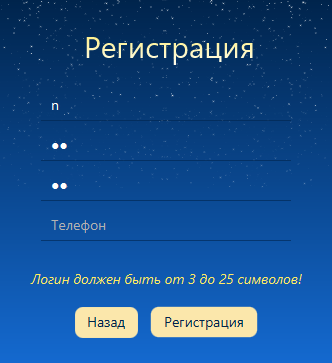 Регистрация
n
●●
●●
Телефон
Логин должен быть от 3 до 25 символов!
Назад Регистрация